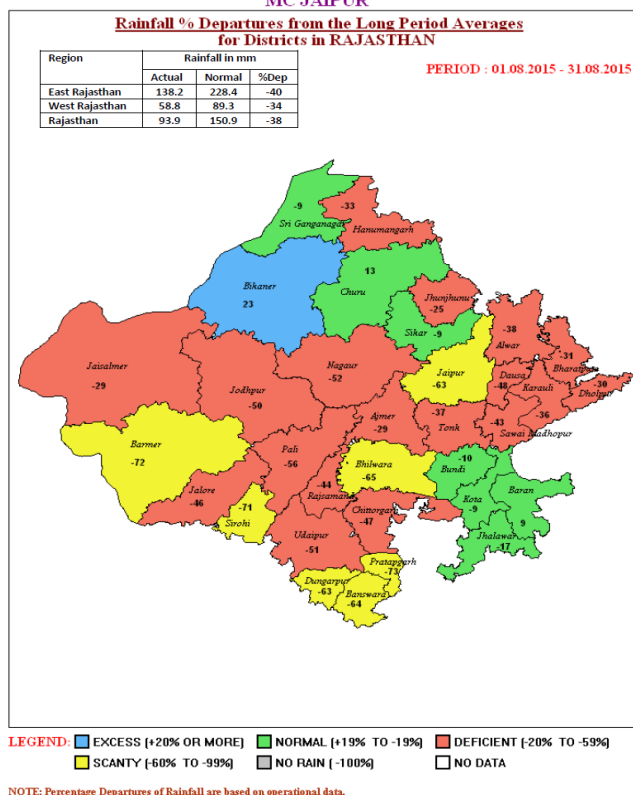 MC JAIPUR
Rainfall % Departures from the Long Period Averages
for Districts in RAJASTHAN
PERIOD : 01.08.2015 - 31.08.2015
Region Rainfall in mm
Actual Normal %Dep
East Rajasthan 138.2 228.4 -40
West Rajasthan 58.8 89.3 -34
Rajasthan 93.9 150.9 -38
-9
Sri Ganganagar
-33
Hanumangarh
Bikaner
23
13
Churu
Jhunjhunu
-25
Sikar -9
-38
Alwar
-31
Bharatpur
Jaisalmer
-29
Jodhpur
-50
Nagaur
-52
Jaipur
-63
Dausa
-48
Karauli
-36
-30
Dholpur
Ajmer
-29
-37
Tonk
-43
Sawai Madhopur
Barmer
-72
Pali
-56
Bhilwara
-65
-10
Bundi
Jalore
-46
-71
Sirohi
-44
Rajsamand
Chittorgarh
-47
Kota
-9
Baran
9
Jhalawar
-17
Udaipur
-51
Pratapgarh
-73
Dungarpur
-63
Banswara
-64
LEGEND: EXCESS (+20% OR MORE) NORMAL (+19% TO -19%) DEFICIENT (-20% TO -59%)
SCANTY (-60% TO -99%) NO RAIN (-100%) NO DATA
NOTE: Percentage Departures of Rainfall are based on operational data.